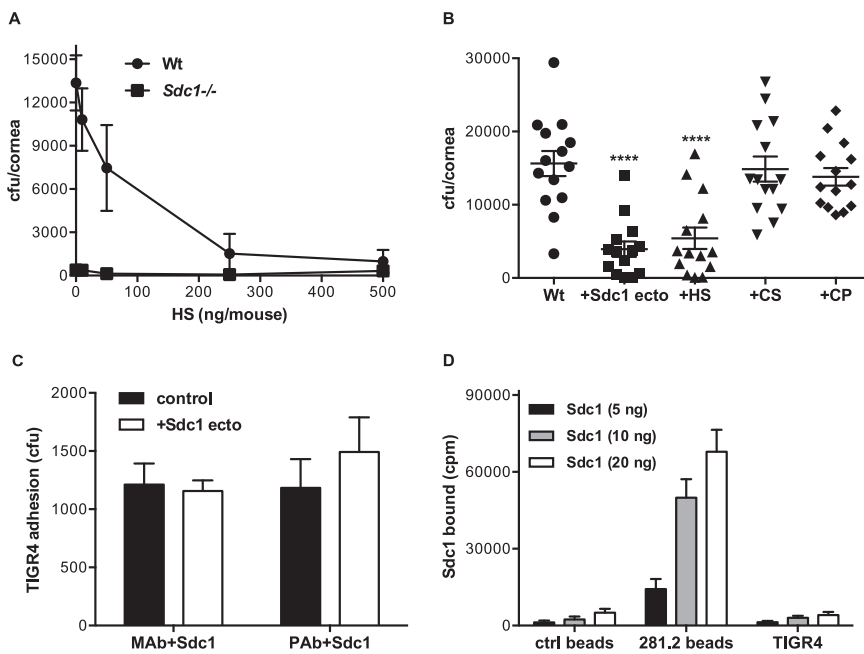 A
15000
12000
9000
6000
3000
0
cfu/cornea
Wt
Sdc1-/-
0 100 200 300 400 500
HS (ng/mouse)
B
30000
20000
10000
0
cfu/cornea
**** ****
Wt +Sdc1 ecto +HS +CS +CP
C
2000
1500
1000
500
0
TIGR4 adhesion (cfu)
control
+Sdc1 ecto
MAb+Sdc1 PAb+Sdc1
D
90000
60000
30000
0
Sdc1 bound (cpm)
Sdc1 (5 ng)
Sdc1 (10 ng)
Sdc1 (20 ng)
ctrl beads 281.2 beads TIGR4